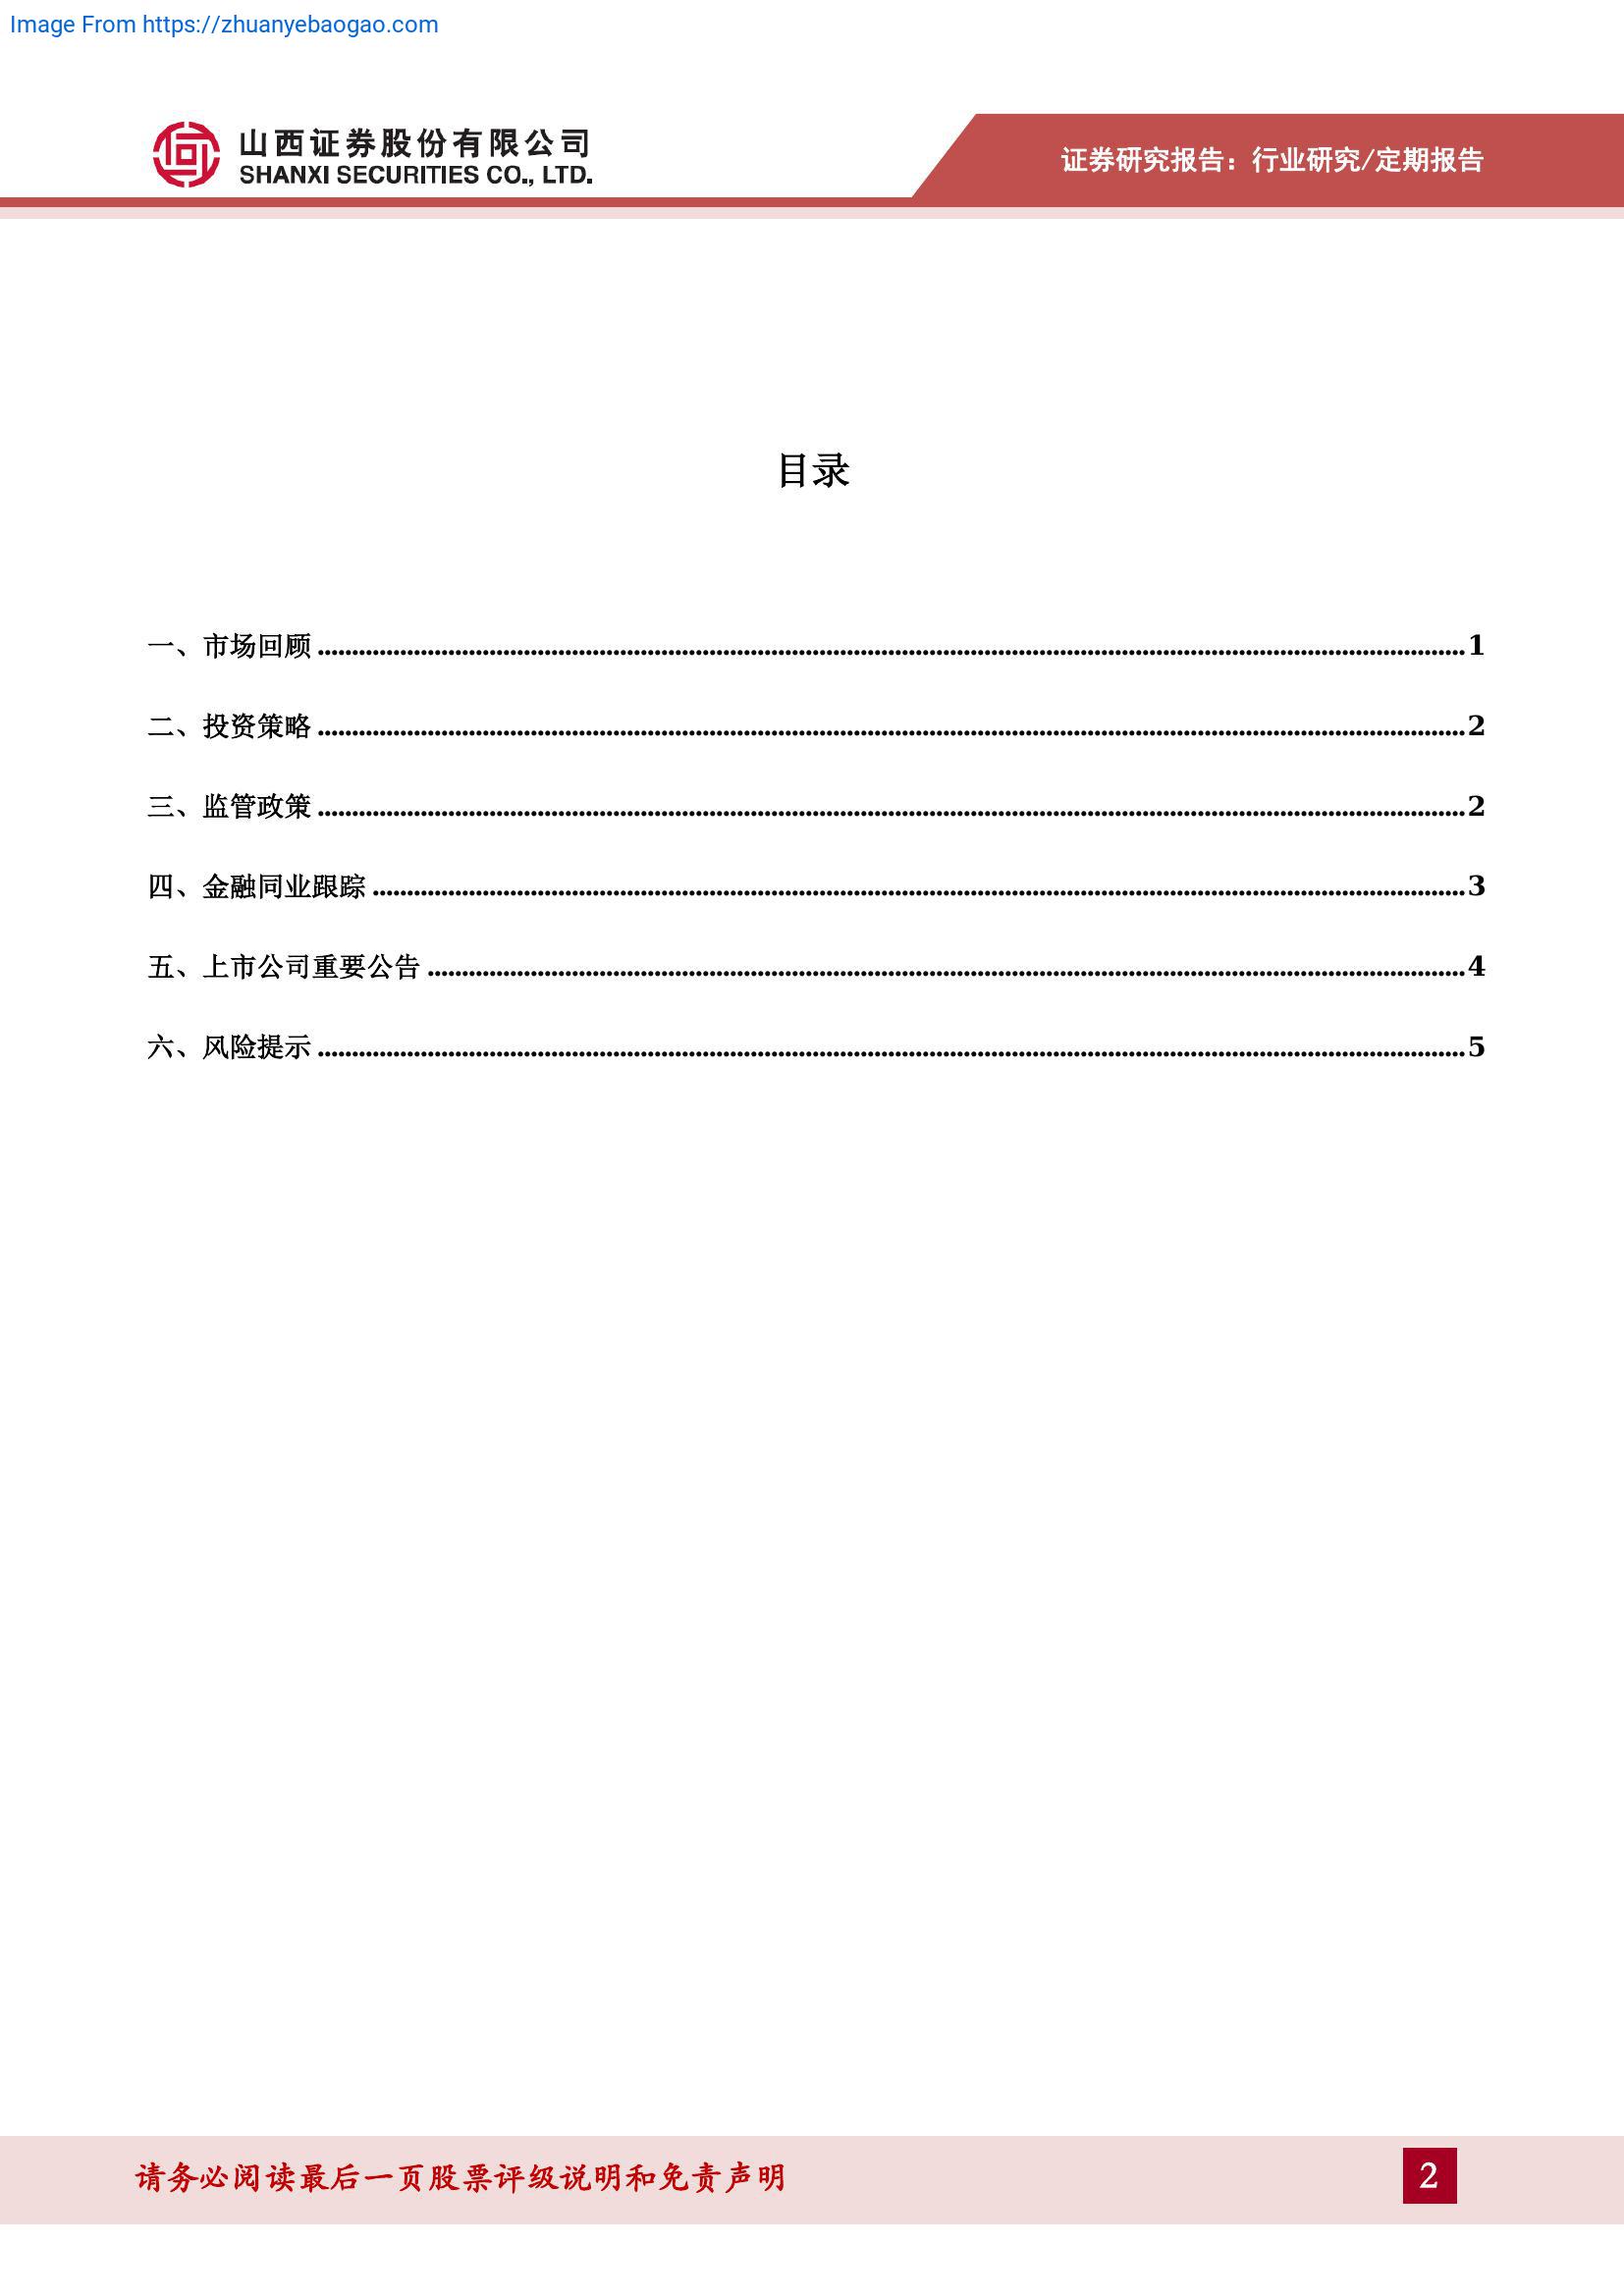 Image From https://zhuanyebaogao.com
山西证券股份有限公司
SHANXI SECURITIES CO., LTD.
证券研究报告：行业研究/定期报告
目录
一、市场回顾 1
二、投资策略 2
三、监管政策 2
四、金融同业跟踪 3
五、上市公司重要公告 4
六、风险提示 5
请务必阅读最后一页股票评级说明和免责声明
2